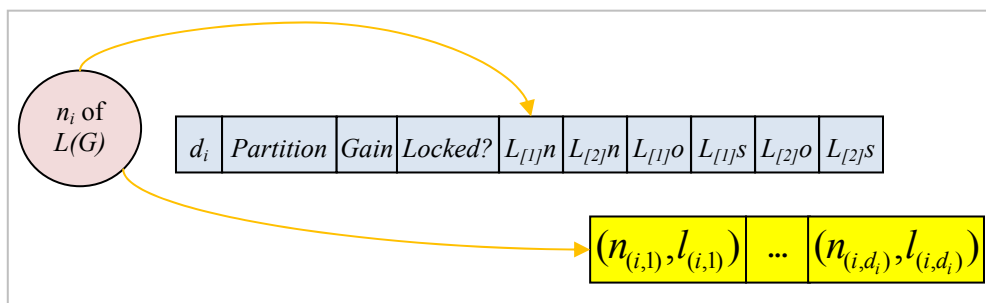 n_i of
L(G)
d_i Partition Gain Locked? L_[1]n L_[2]n L_[1]o L_[1]s L_[2]o L_[2]s
(n_(i,1),l_(i,1)) ... (n_(i,d_i),l_(i,d_i))